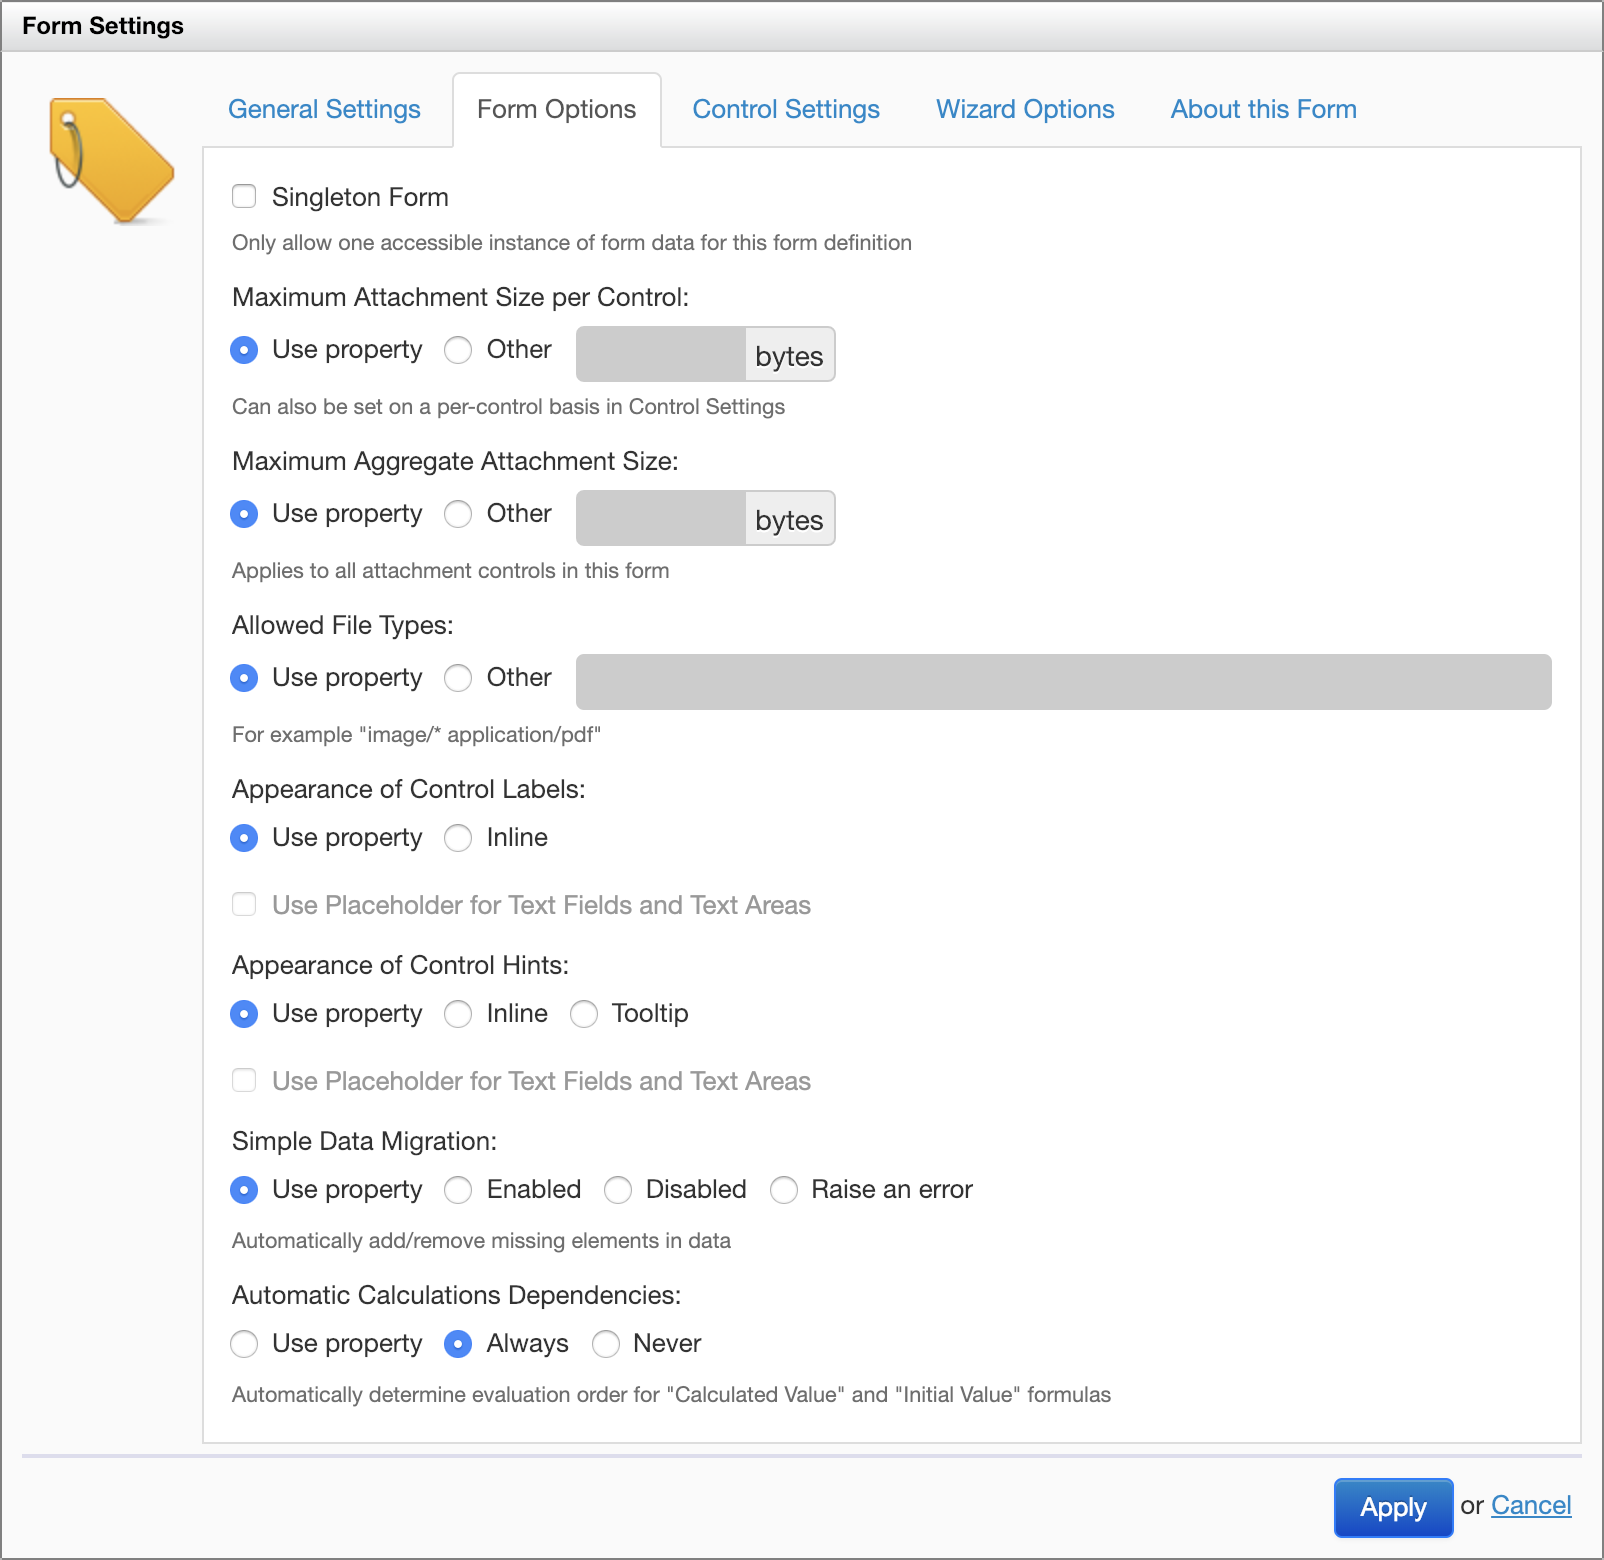 Form Settings
General Settings Form Options Control Settings Wizard Options About this Form
Singleton Form
Only allow one accessible instance of form data for this form definition
Maximum Attachment Size per Control:
Use property Other bytes
Can also be set on a per-control basis in Control Settings
Maximum Aggregate Attachment Size:
Use property Other bytes
Applies to all attachment controls in this form
Allowed File Types:
Use property Other
For example "image/* application/pdf"
Appearance of Control Labels:
Use property Inline
Use Placeholder for Text Fields and Text Areas
Appearance of Control Hints:
Use property Inline Tooltip
Use Placeholder for Text Fields and Text Areas
Simple Data Migration:
Use property Enabled Disabled Raise an error
Automatically add/remove missing elements in data
Automatic Calculations Dependencies:
Use property Always Never
Automatically determine evaluation order for "Calculated Value" and "Initial Value" formulas
Apply or Cancel